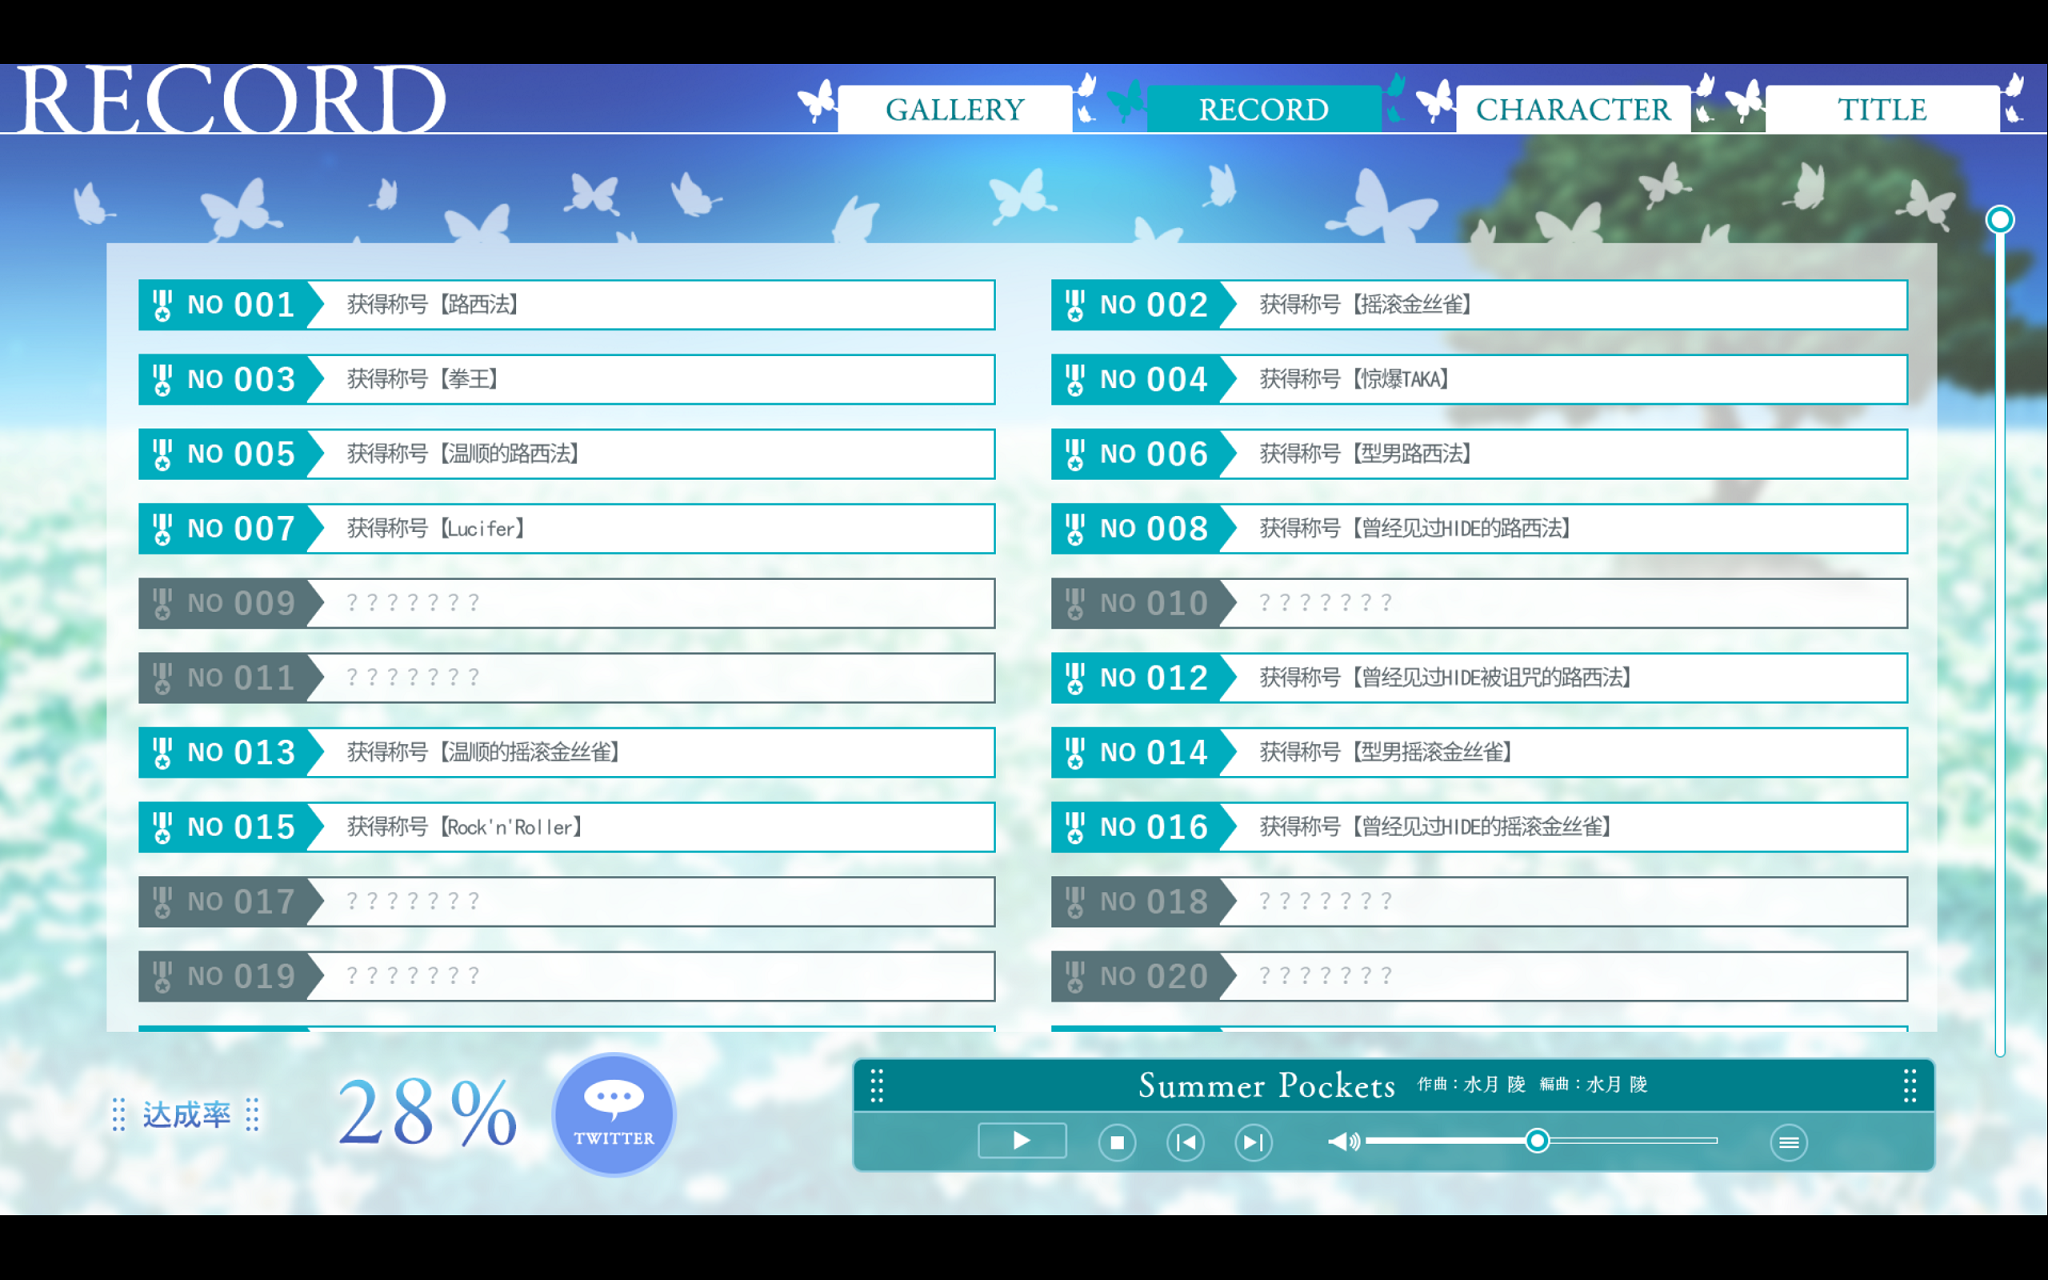 RECORD
GALLERY
RECORD
CHARACTER
TITLE
NO 001 获得称号【路西法】
NO 002 获得称号【摇滚金丝雀】
NO 003 获得称号【拳王】
NO 004 获得称号【惊爆TAKA】
NO 005 获得称号【温顺的路西法】
NO 006 获得称号【型男路西法】
NO 007 获得称号【Lucifer】
NO 008 获得称号【曾经见过HIDE的路西法】
NO 009 ？？？？？？？
NO 010 ？？？？？？？
NO 011 ？？？？？？？
NO 012 获得称号【曾经见过HIDE被诅咒的路西法】
NO 013 获得称号【温顺的摇滚金丝雀】
NO 014 获得称号【型男摇滚金丝雀】
NO 015 获得称号【Rock'n'Roller】
NO 016 获得称号【曾经见过HIDE的摇滚金丝雀】
NO 017 ？？？？？？？
NO 018 ？？？？？？？
NO 019 ？？？？？？？
NO 020 ？？？？？？？
达成率 28%
TWITTER
Summer Pockets 作曲：水月 陵 編曲：水月 陵